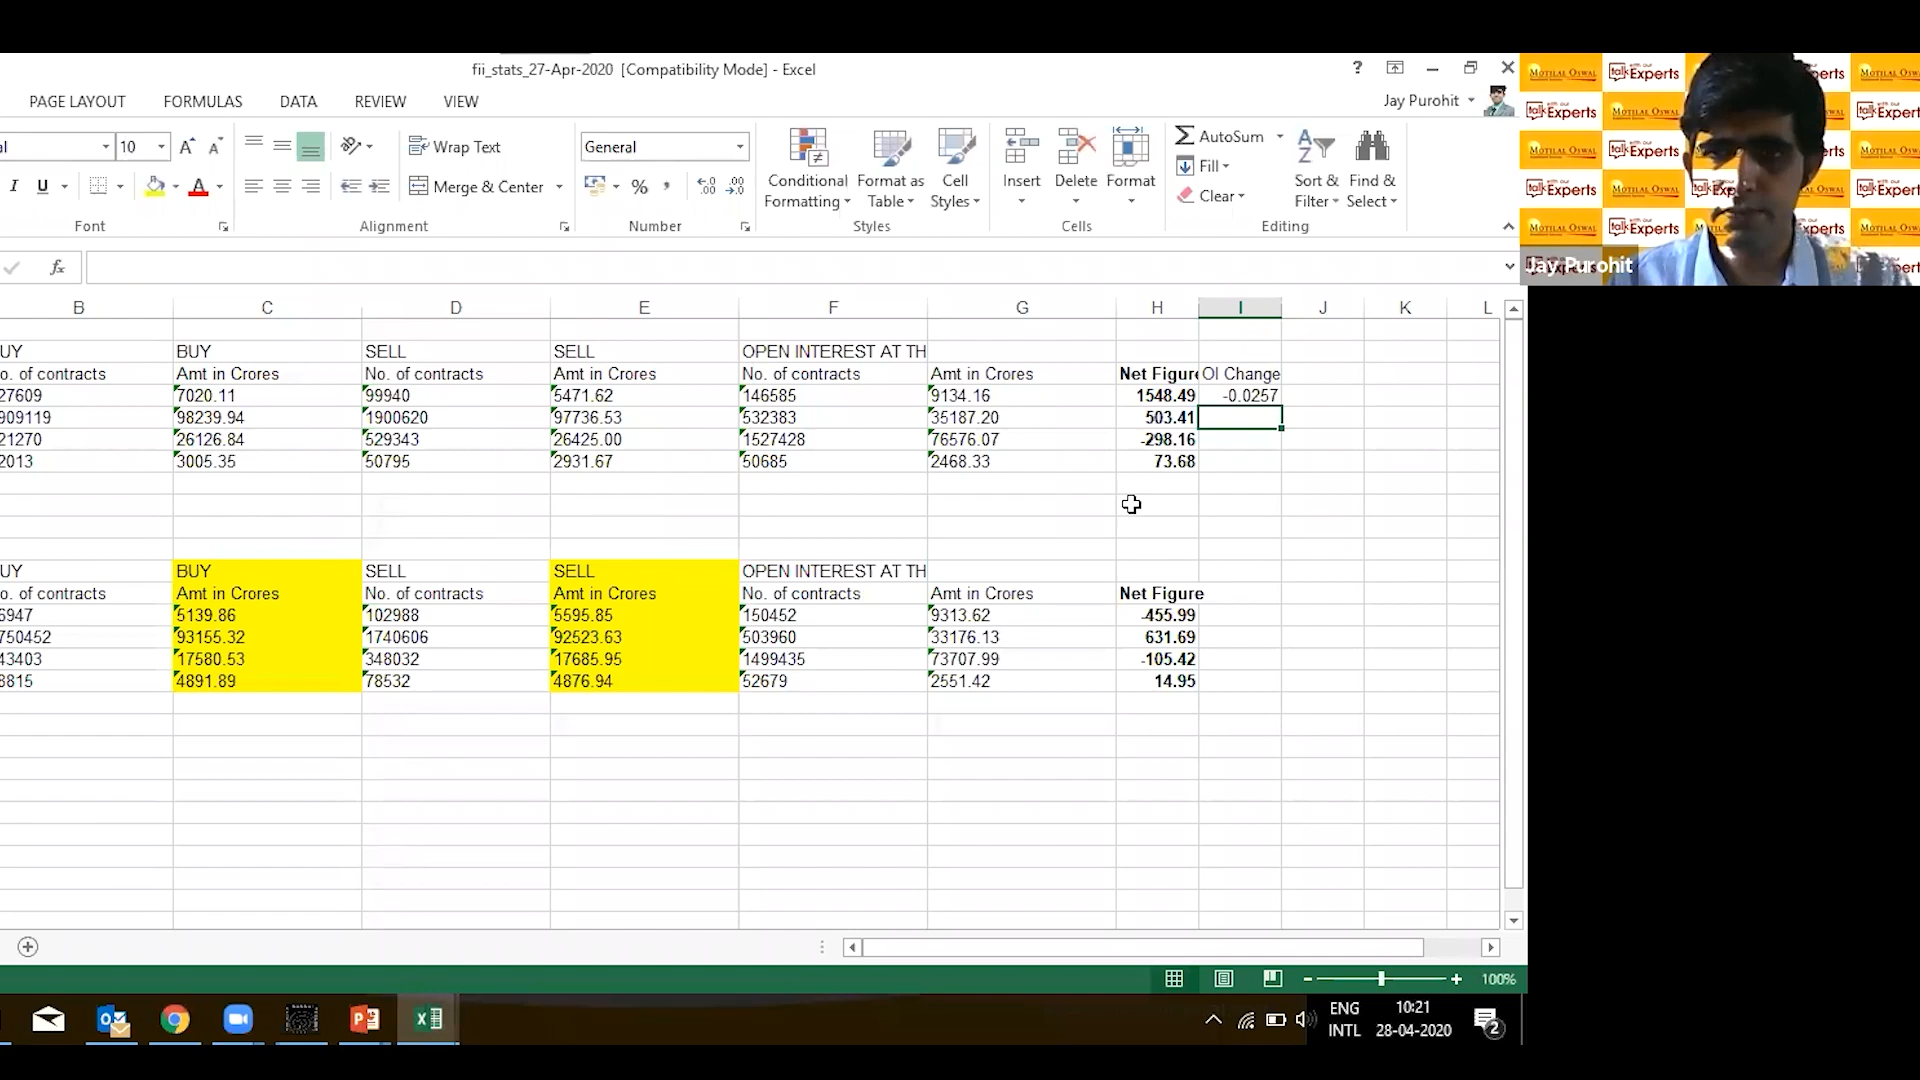 fii_stats_27-Apr-2020 [Compatibility Mode] - Excel
?
PAGE LAYOUT FORMULAS DATA REVIEW VIEW
Jay Purohit
al 10
Wrap Text
General
Conditional Formatting
Format as Table
Cell Styles
Insert
Delete
Format
AutoSum
Fill
Clear
Sort & Filter
Find & Select
I U
Merge & Center
%
Font Alignment Number Styles Cells Editing
fx
Jay Purohit
B C D E F G H I J K L
UY BUY SELL SELL OPEN INTEREST AT TH
o. of contracts Amt in Crores No. of contracts Amt in Crores No. of contracts Amt in Crores Net Figure OI Change
27609 7020.11 99940 5471.62 146585 9134.16 1548.49 -0.0257
909119 98239.94 1900620 97736.53 532383 35187.20 503.41
21270 26126.84 529343 26425.00 1527428 76576.07 -298.16
2013 3005.35 50795 2931.67 50685 2468.33 73.68
UY BUY SELL SELL OPEN INTEREST AT TH
o. of contracts Amt in Crores No. of contracts Amt in Crores No. of contracts Amt in Crores Net Figure
6947 5139.86 102988 5595.85 150452 9313.62 -455.99
750452 93155.32 1740606 92523.63 503960 33176.13 631.69
43403 17580.53 348032 17685.95 1499435 73707.99 -105.42
8815 4891.89 78532 4876.94 52679 2551.42 14.95
100%
ENG 10:21
INTL 28-04-2020
2
MOTILAL OSWAL
talk with our Experts